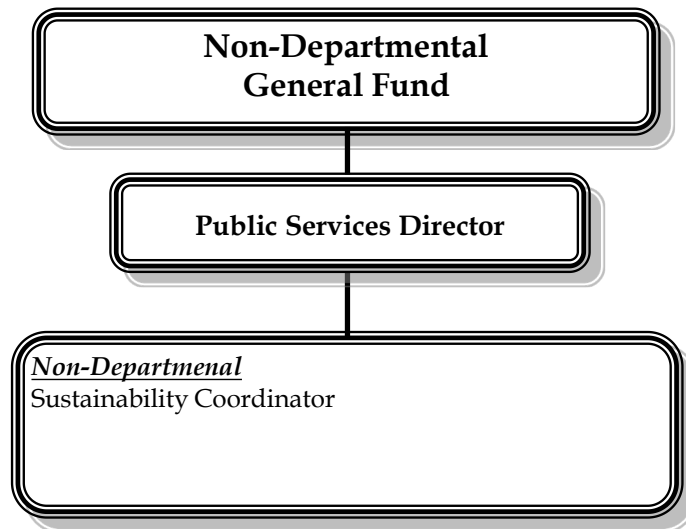 Non-Departmental
General Fund
Public Services Director
Non-Departmenal
Sustainability Coordinator